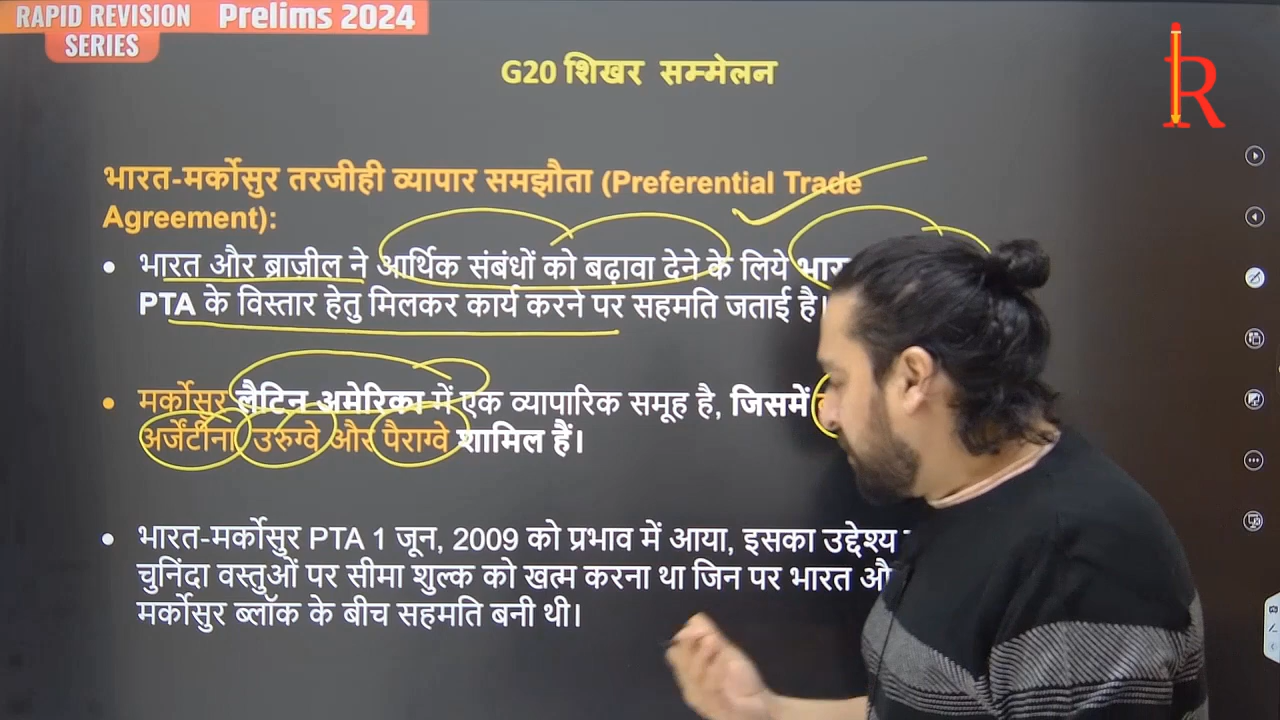 RAPID REVISION
SERIES
Prelims 2024
R
G20 शिखर सम्मेलन
भारत-मर्कोसुर तरजीही व्यापार समझौता (Preferential Trade
Agreement):
भारत और ब्राज़ील ने आर्थिक संबंधों को बढ़ावा देने के लिये
PTA के विस्तार हेतु मिलकर कार्य करने पर सहमति जताई है।
मर्कोसुर लैटिन अमेरिका में एक व्यापारिक समूह है, जिसमें
अर्जेंटीना उरुग्वे और पैराग्वे शामिल हैं।
भारत-मर्कोसुर PTA 1 जून, 2009 को प्रभाव में आया, इसका उद्देश्य
चुनिंदा वस्तुओं पर सीमा शुल्क को खत्म करना था जिन पर भारत
मर्कोसुर ब्लॉक के बीच सहमति बनी थी।